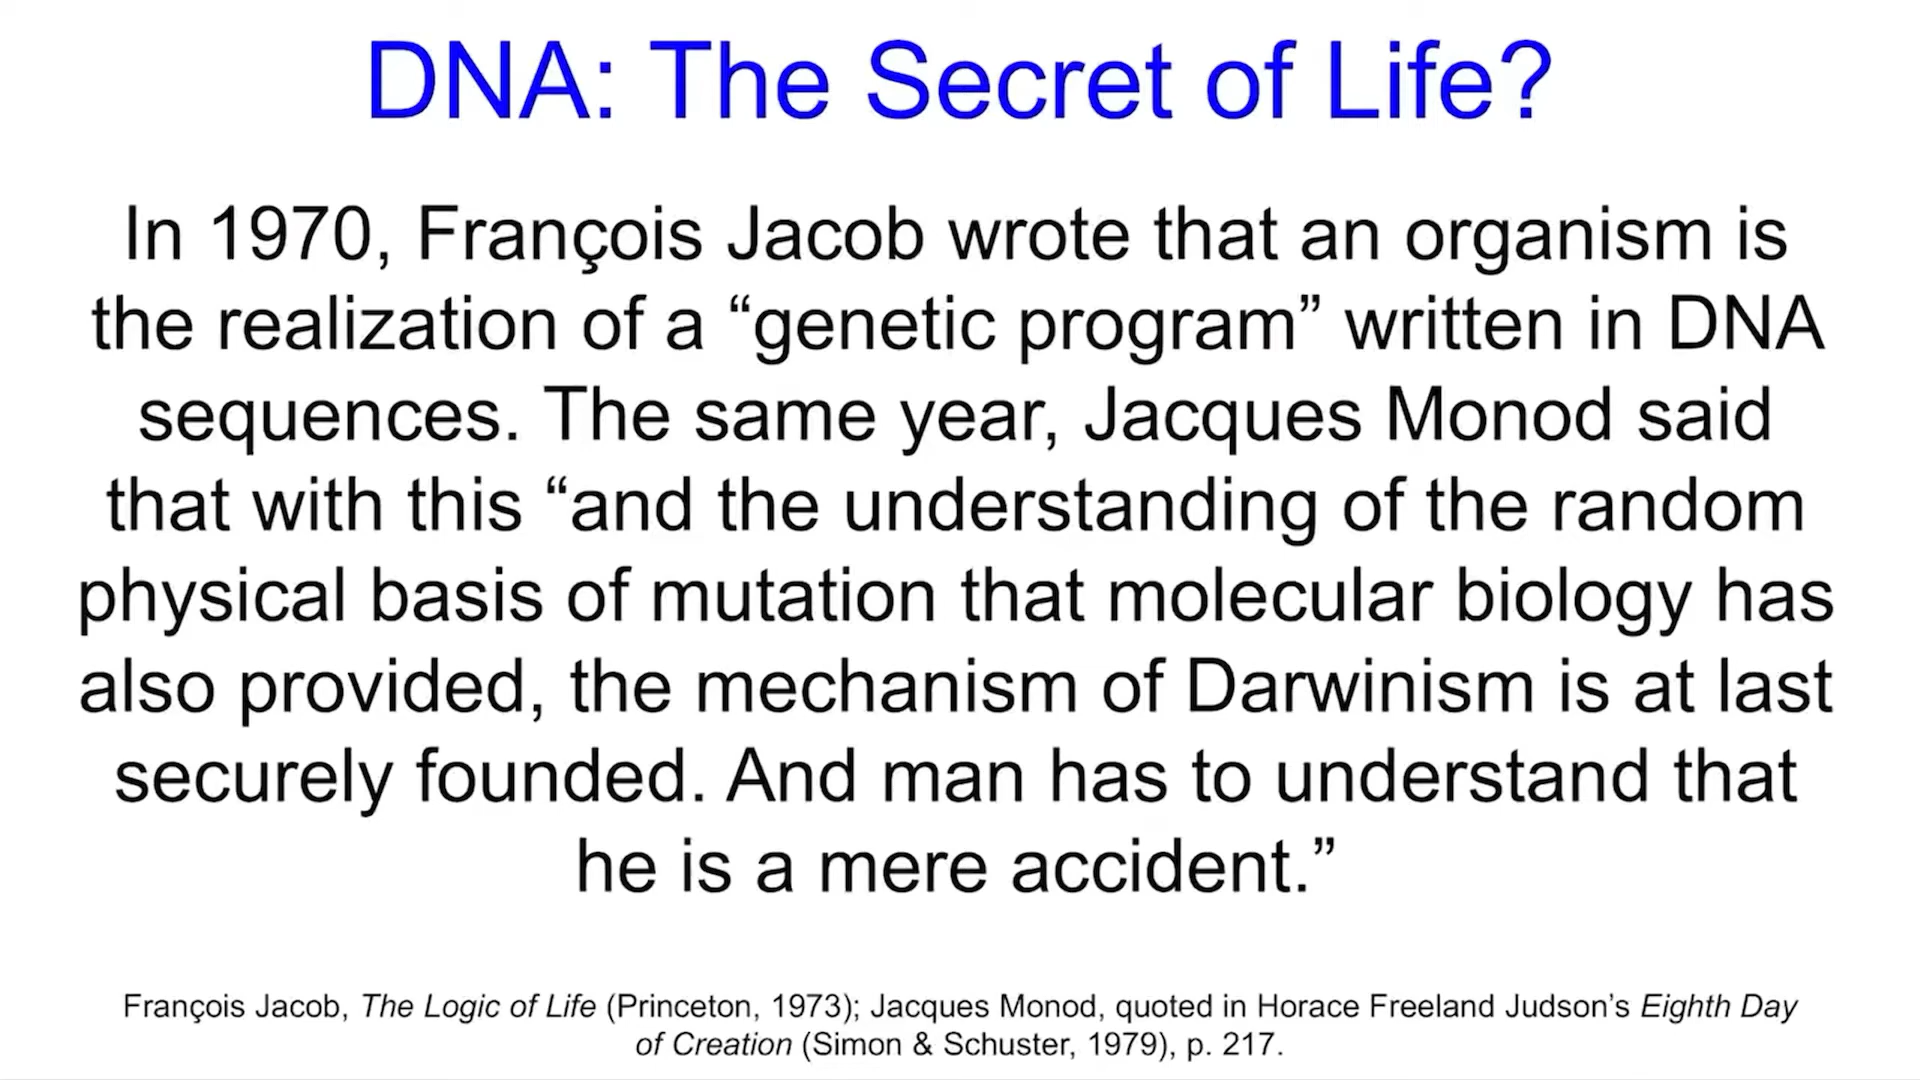 DNA: The Secret of Life?
In 1970, François Jacob wrote that an organism is
the realization of a “genetic program” written in DNA
sequences. The same year, Jacques Monod said
that with this “and the understanding of the random
physical basis of mutation that molecular biology has
also provided, the mechanism of Darwinism is at last
securely founded. And man has to understand that
he is a mere accident.”
François Jacob, The Logic of Life (Princeton, 1973); Jacques Monod, quoted in Horace Freeland Judson’s Eighth Day
of Creation (Simon & Schuster, 1979), p. 217.